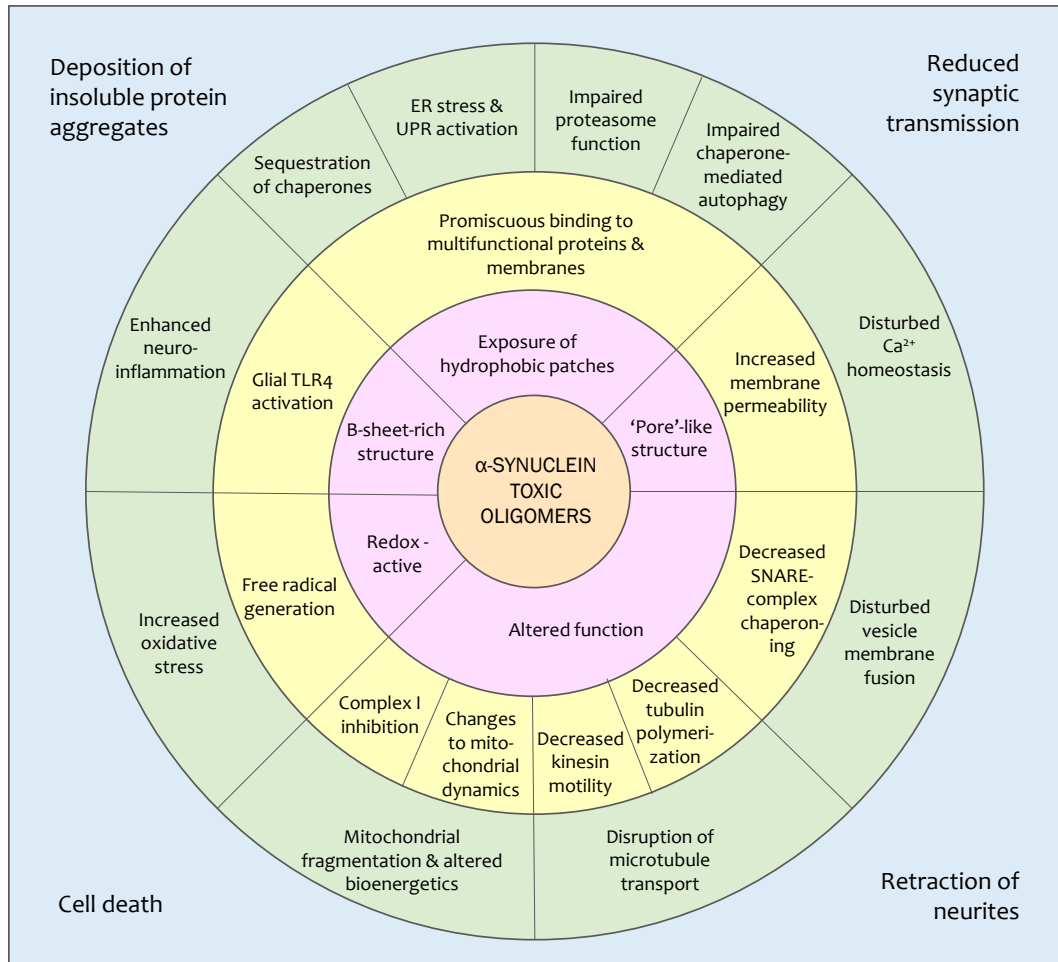 Deposition of
insoluble protein
aggregates
Reduced
synaptic
transmission
ER stress &
UPR activation
Impaired
proteasome
function
Sequestration
of chaperones
Impaired
chaperone-
mediated
autophagy
Promiscuous binding to
multifunctional proteins &
membranes
Enhanced
neuro-
inflammation
Disturbed
Ca²⁺
homeostasis
Glial TLR4
activation
Exposure of
hydrophobic patches
Increased
membrane
permeability
B-sheet-rich
structure
'Pore'-like
structure
α-SYNUCLEIN
TOXIC
OLIGOMERS
Redox -
active
Altered function
Free radical
generation
Decreased
SNARE-
complex
chaperon-
ing
Increased
oxidative
stress
Disturbed
vesicle
membrane
fusion
Complex I
inhibition
Changes
to mito-
chondrial
dynamics
Decreased
kinesin
motility
Decreased
tubulin
polymeri-
zation
Mitochondrial
fragmentation & altered
bioenergetics
Disruption of
microtubule
transport
Cell death
Retraction of
neurites